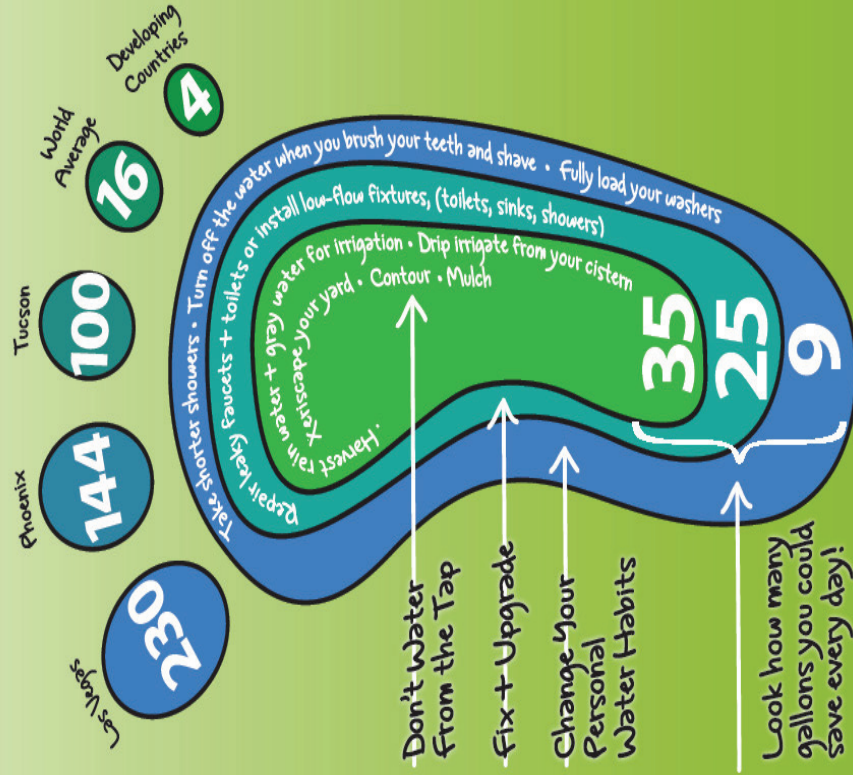 Las Vegas
230
Phoenix
144
Tucson
100
World
Average
16
Developing
Countries
4
Take shorter showers • Turn off the water when you brush your teeth and shave • Fully load your washers
Repair leaky faucets + toilets or install low-flow fixtures, (toilets, sinks, showers)
Harvest rain water + gray water for irrigation • Drip irrigate from your cistern
Xeriscape your yard • Contour • Mulch
35
25
9
Don't Water
From the Tap
Fix + Upgrade
Change Your
Personal
Water Habits
Look how many
gallons you could
save every day!